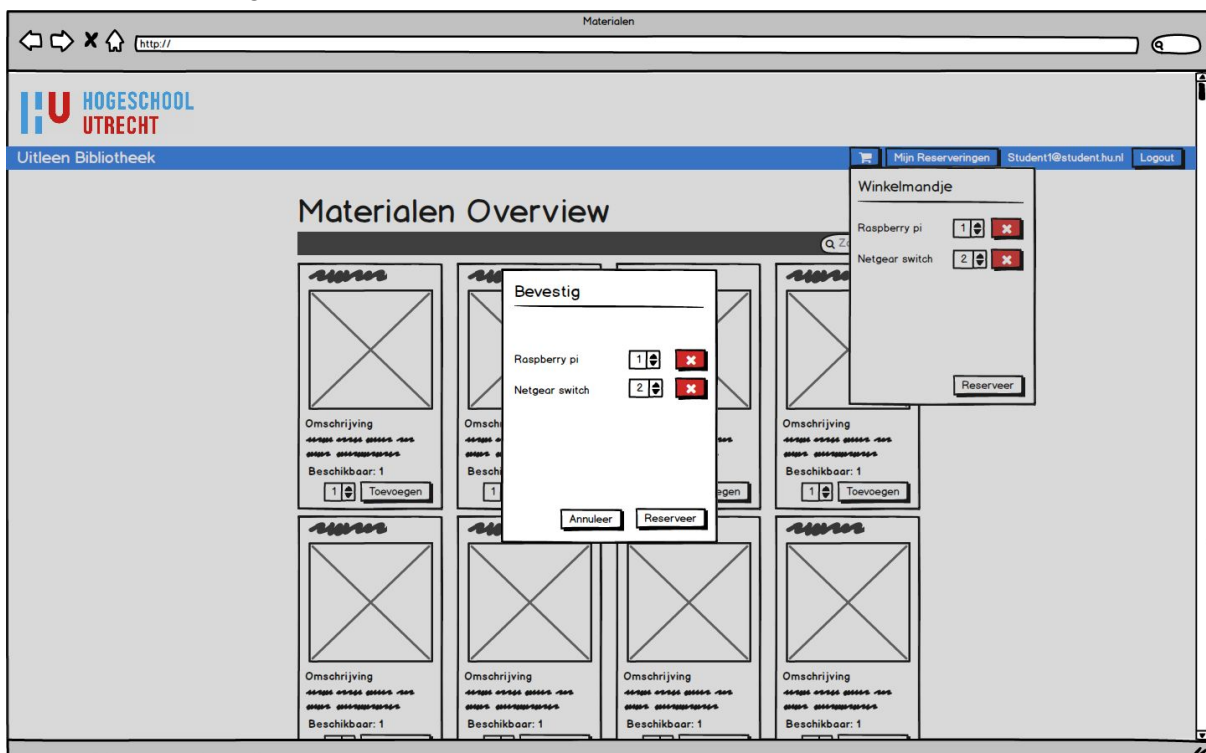 Materialen
http://
HOGESCHOOL
UTRECHT
Uitleen Bibliotheek
Mijn Reserveringen
Student1@student.hu.nl
Logout
Winkelmandje
Raspberry pi 1
Netgear switch 2
Reserveer
Materialen Overview
Bevestig
Raspberry pi 1
Netgear switch 2
Annuleer Reserveer
Omschrijving
Beschikbaar: 1
1 Toevoegen
1
Omschrijving
Beschikbaar: 1
1 Toevoegen
Omschrijving
Beschikbaar: 1
Omschrijving
Beschikbaar: 1
Omschrijving
Beschikbaar: 1
Omschrijving
Beschikbaar: 1